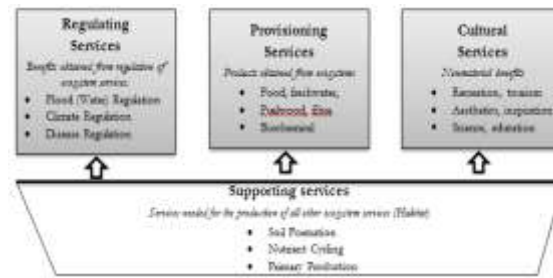 Regulating
Services
Benefits obtained from regulation of
ecosystem services
Flood (Water) Regulation
Climate Regulation
Disease Regulation
Provisioning
Services
Products obtained from ecosystems
Food, freshwater,
Fuelwood, fibre
Biochemical
Cultural
Services
Nonmaterial benefits
Recreation, tourism
Aesthetics, inspiration
Science, education
Supporting services
Services needed for the production of all other ecosystem services (Habitat)
Soil Formation
Nutrient Cycling
Primary Production